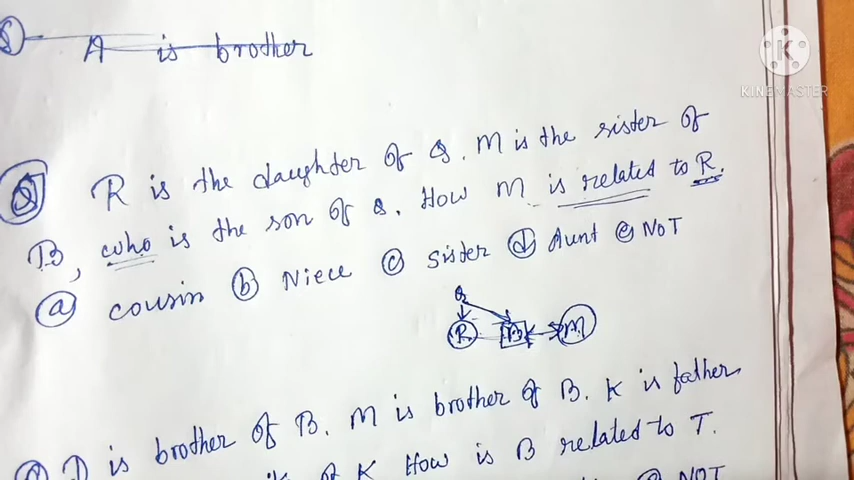 A is brother
KINEMASTER
Q R is the daughter of Q. M is the sister of
B, who is the son of Q. How M is related to R.
(a) cousin (b) Niece (c) sister (d) Aunt (e) NOT
Q
R B M
D is brother of B. M is brother of B. K is father
of K How is B related to T.
NOT